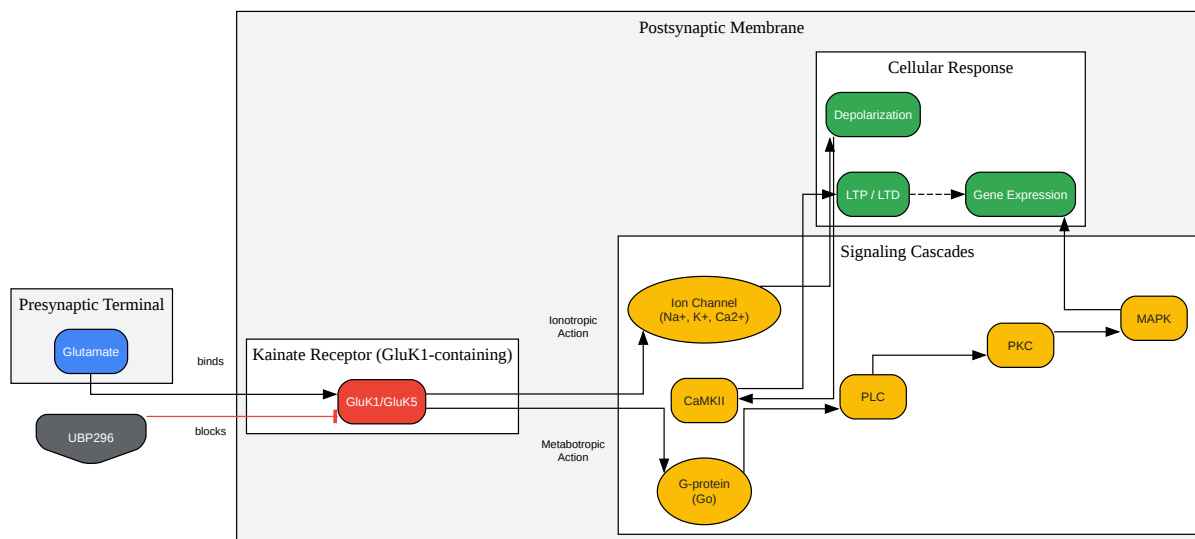 Postsynaptic Membrane
Cellular Response
Depolarization
LTP / LTD
Gene Expression
Signaling Cascades
Presynaptic Terminal
Glutamate
binds
Kainate Receptor (GluK1-containing)
GluK1/GluK5
UBP296
blocks
Ionotropic
Action
Ion Channel
(Na+, K+, Ca2+)
MAPK
PKC
CaMKII
PLC
Metabotropic
Action
G-protein
(Go)